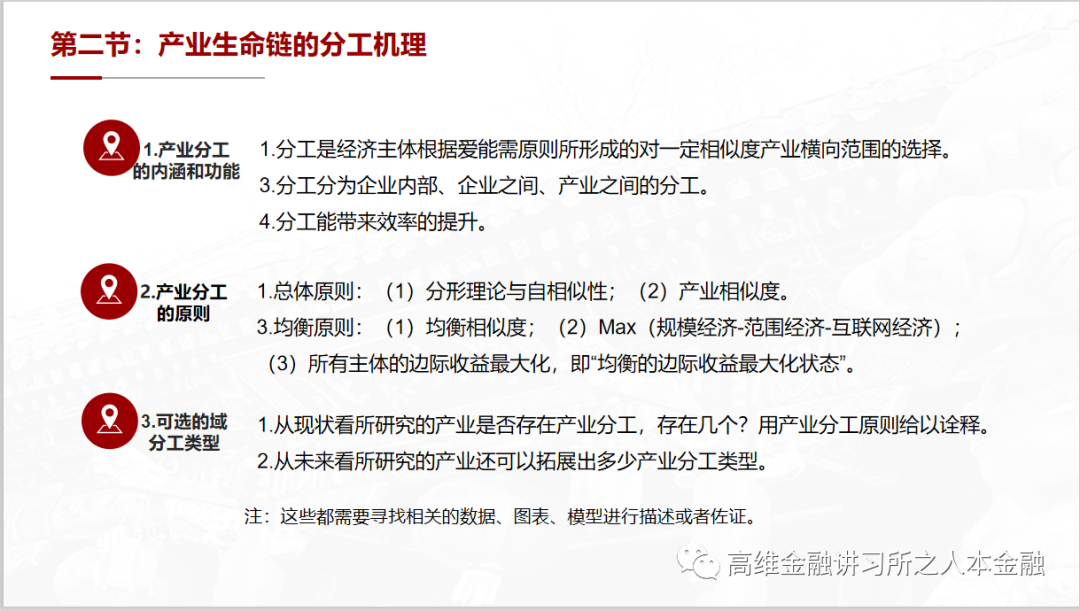 第二节：产业生命链的分工机理
1.产业分工
的内涵和功能
1.分工是经济主体根据爱能需原则所形成的对一定相似度产业横向范围的选择。
3.分工分为企业内部、企业之间、产业之间的分工。
4.分工能带来效率的提升。
2.产业分工
的原则
1.总体原则：（1）分形理论与自相似性；（2）产业相似度。
3.均衡原则：（1）均衡相似度；（2）Max（规模经济-范围经济-互联网经济）；
（3）所有主体的边际收益最大化，即“均衡的边际收益最大化状态”。
3.可选的域
分工类型
1.从现状看所研究的产业是否存在产业分工，存在几个？用产业分工原则给以诠释。
2.从未来看所研究的产业还可以拓展出多少产业分工类型。
注：这些都需要寻找相关的数据、图表、模型进行描述或者佐证。
高维金融讲习所之人本金融